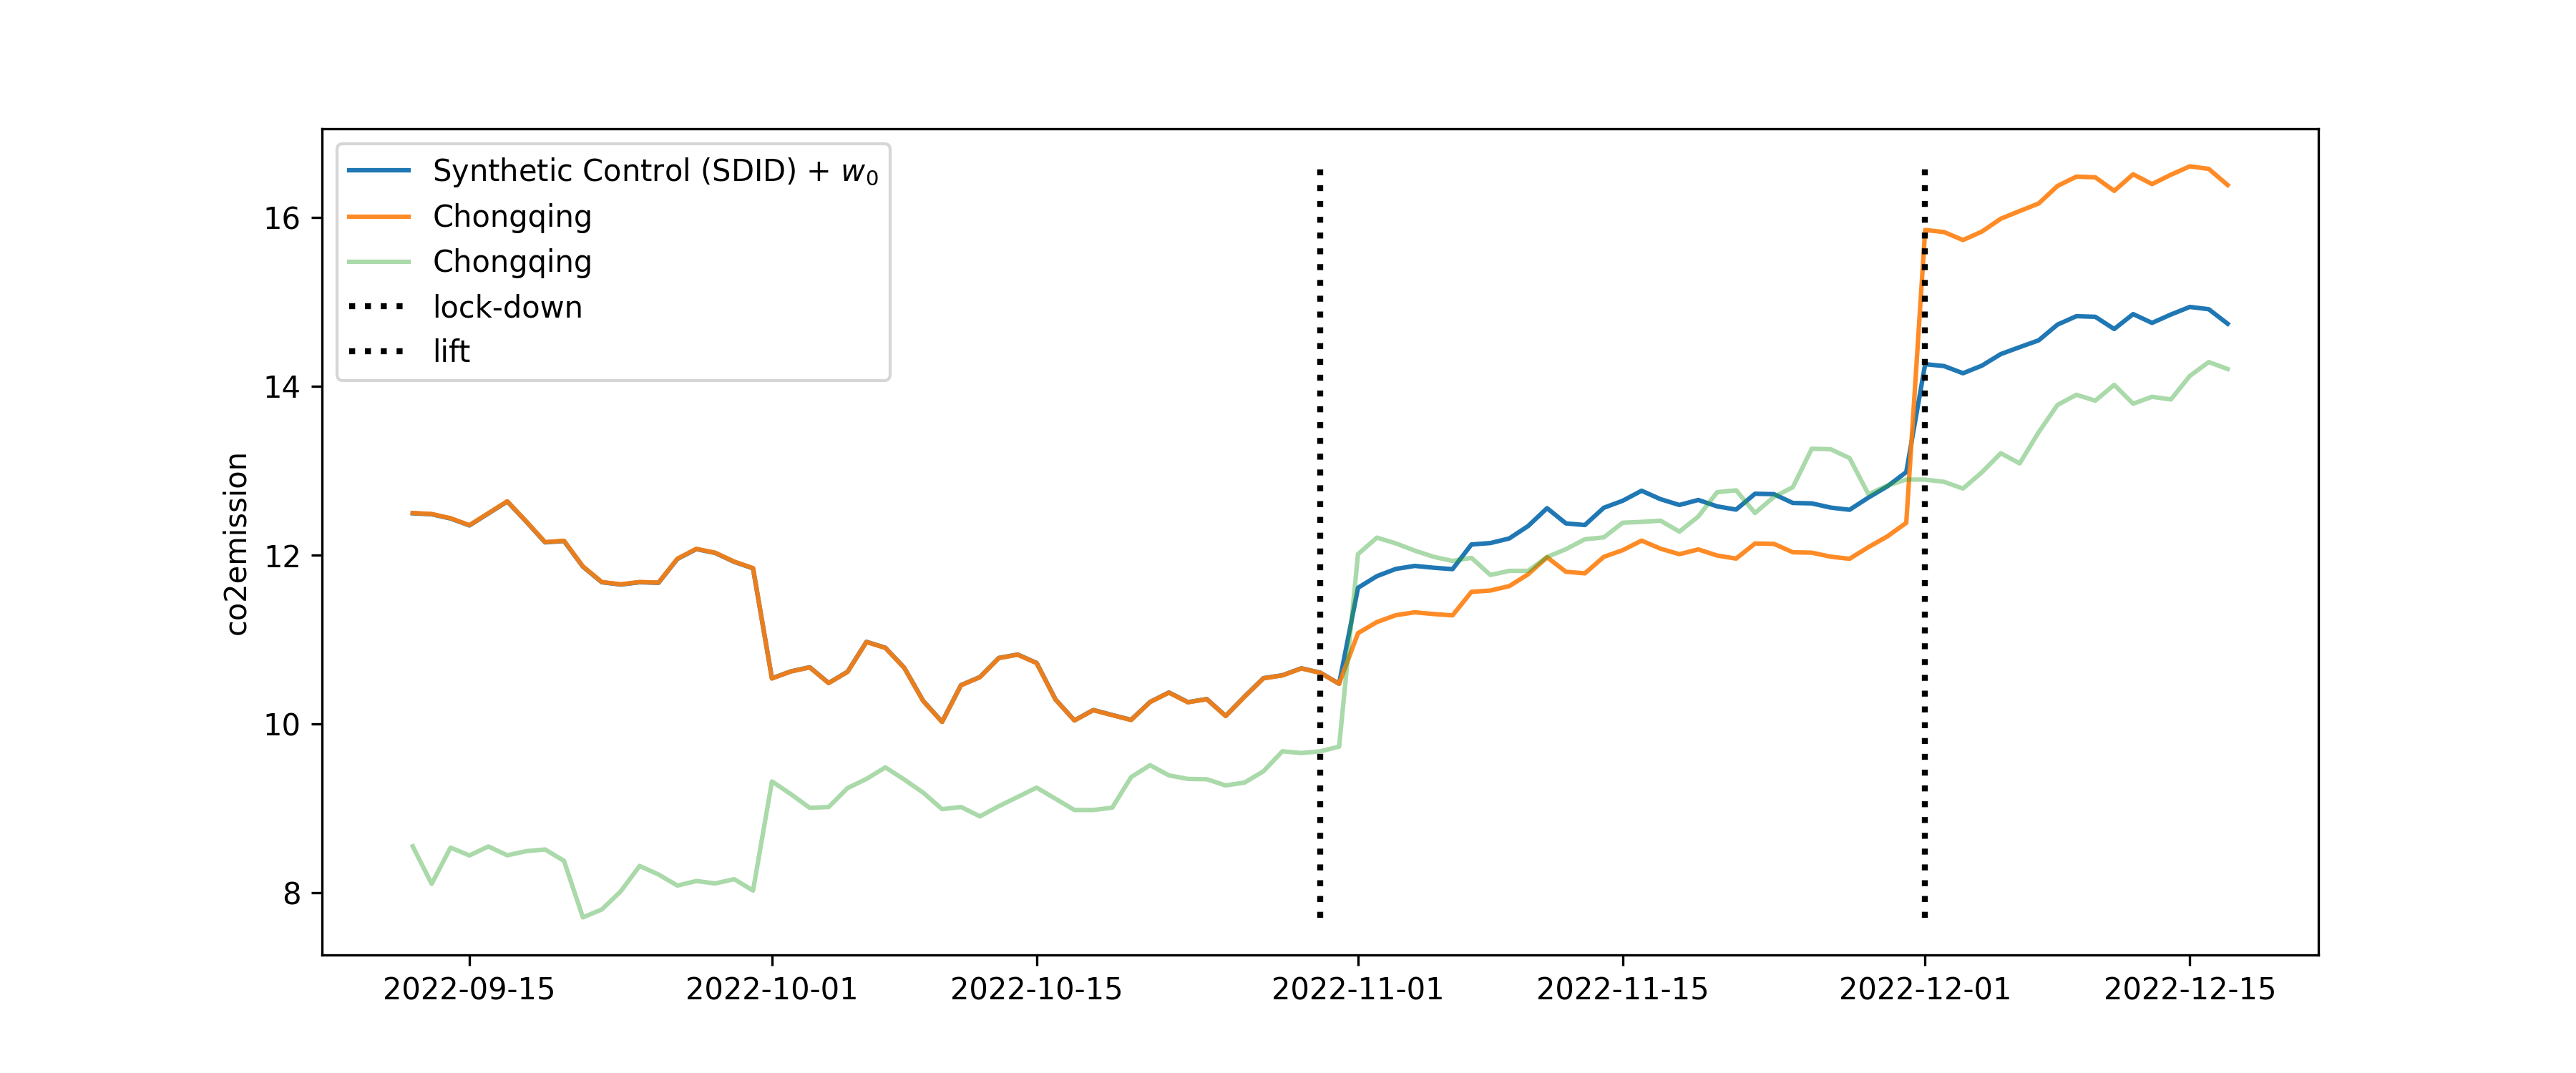 Synthetic Control (SDID) + w₀
Chongqing
Chongqing
lock-down
lift
co2emission
16
14
12
10
8
2022-09-15 2022-10-01 2022-10-15 2022-11-01 2022-11-15 2022-12-01 2022-12-15